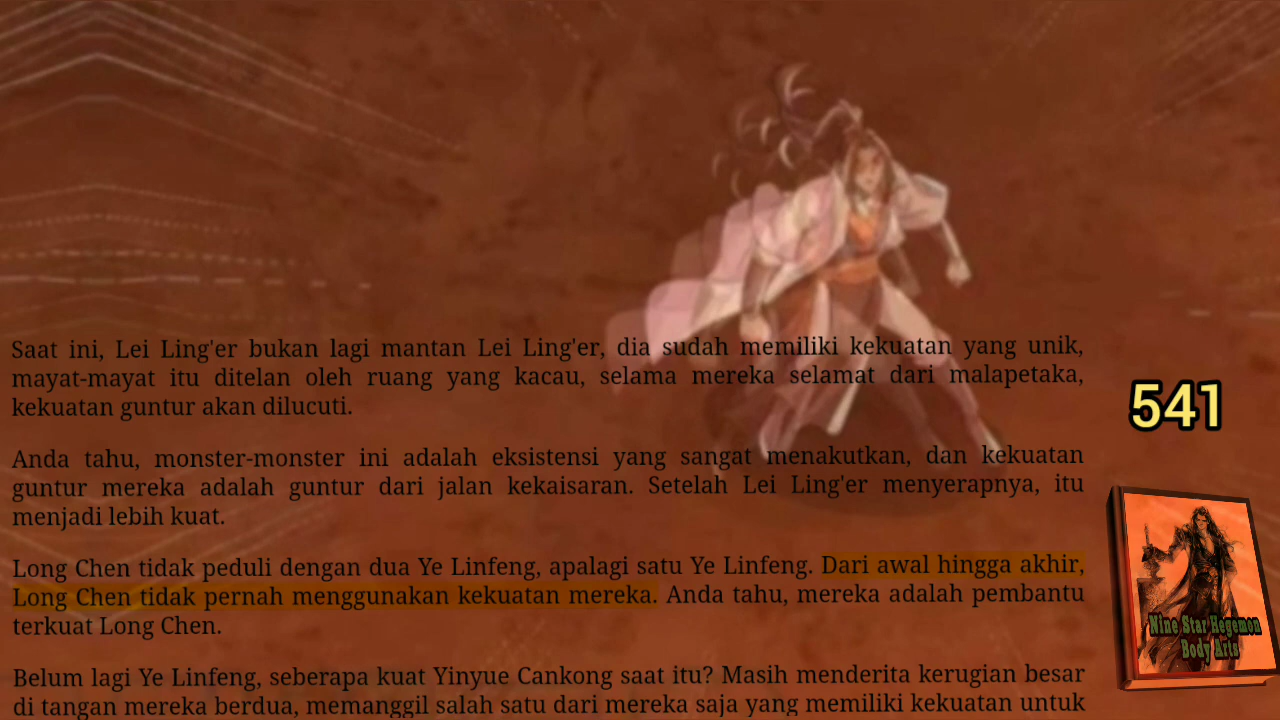 Saat ini, Lei Ling'er bukan lagi mantan Lei Ling'er, dia sudah memiliki kekuatan yang unik,
mayat-mayat itu ditelan oleh ruang yang kacau, selama mereka selamat dari malapetaka,
kekuatan guntur akan dilucuti.
Anda tahu, monster-monster ini adalah eksistensi yang sangat menakutkan, dan kekuatan
guntur mereka adalah guntur dari jalan kekaisaran. Setelah Lei Ling'er menyerapnya, itu
menjadi lebih kuat.
Long Chen tidak peduli dengan dua Ye Linfeng, apalagi satu Ye Linfeng. Dari awal hingga akhir,
Long Chen tidak pernah menggunakan kekuatan mereka. Anda tahu, mereka adalah pembantu
terkuat Long Chen.
Belum lagi Ye Linfeng, seberapa kuat Yinyue Cankong saat itu? Masih menderita kerugian besar
di tangan mereka berdua, memanggil salah satu dari mereka saja yang memiliki kekuatan untuk
541
Nine Star Hegemon
Body Arts